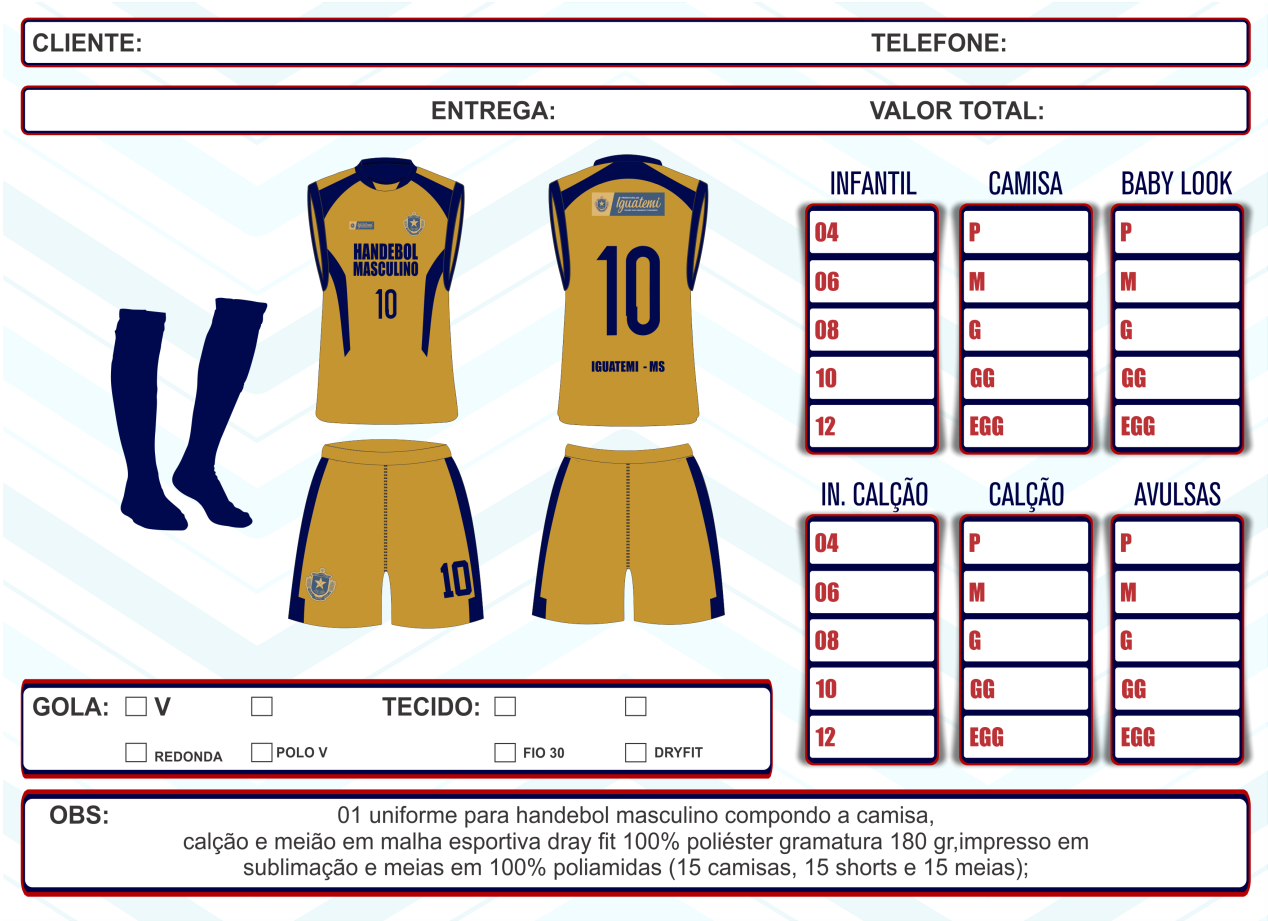 CLIENTE: TELEFONE:
ENTREGA: VALOR TOTAL:
HANDEBOL
MASCULINO
10
Iguatemi
10
IGUATEMI - MS
10
INFANTIL CAMISA BABY LOOK
04 P P
06 M M
08 G G
10 GG GG
12 EGG EGG
IN. CALÇÃO CALÇÃO AVULSAS
04 P P
06 M M
08 G G
10 GG GG
12 EGG EGG
GOLA: V TECIDO:
REDONDA POLO V FIO 30 DRYFIT
OBS: 01 uniforme para handebol masculino compondo a camisa,
calção e meião em malha esportiva dray fit 100% poliéster gramatura 180 gr,impresso em
sublimação e meias em 100% poliamidas (15 camisas, 15 shorts e 15 meias);